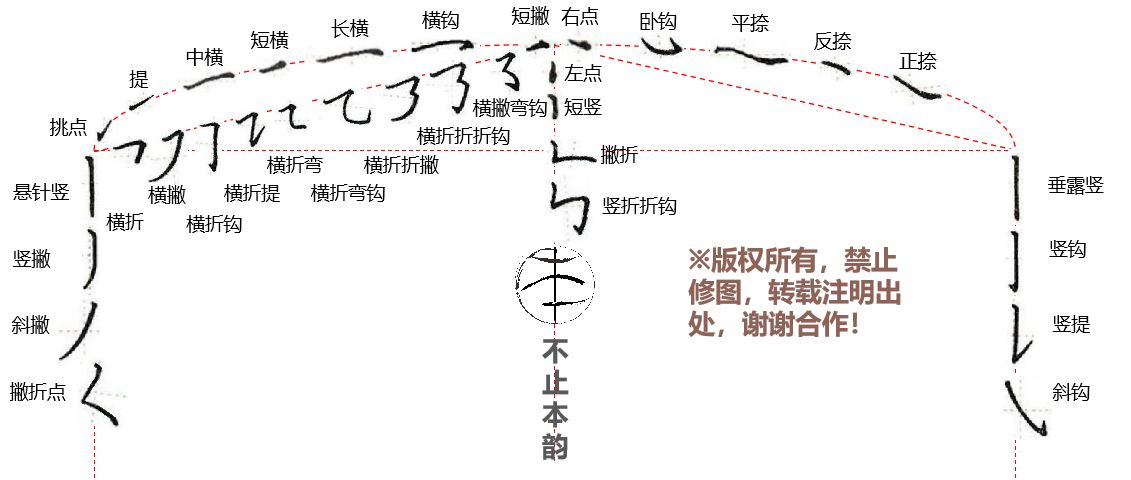 短撇
右点
横钩
卧钩
长横
平捺
短横
反捺
中横
正捺
提
左点
挑点
横撇弯钩
短竖
横折折折钩
撇折
横折弯
横折折撇
悬针竖
横撇
横折提
横折弯钩
垂露竖
竖折折钩
横折
横折钩
竖撇
竖钩
※版权所有，禁止
修图，转载注明出
处，谢谢合作！
斜撇
竖提
撇折点
斜钩
不
止
本
韵